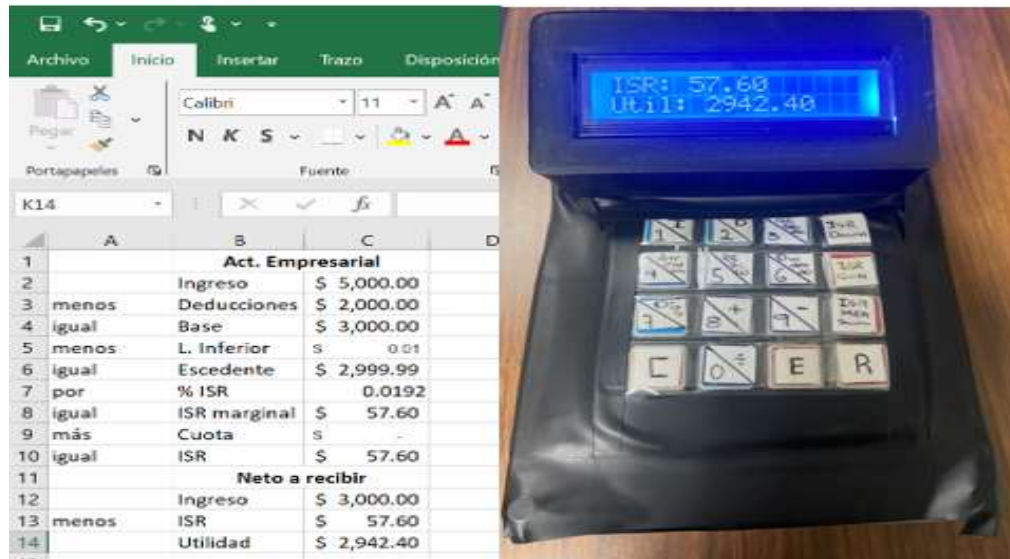 Archivo Inicio Insertar Trazo Disposición
Pegar
Calibri 11 A A
N K S A
Portapapeles Fuente
K14 fx
A B C D
1 Act. Empresarial
2 Ingreso $ 5,000.00
3 menos Deducciones $ 2,000.00
4 igual Base $ 3,000.00
5 menos L. Inferior $ 0.01
6 igual Escedente $ 2,999.99
7 por % ISR 0.0192
8 igual ISR marginal $ 57.60
9 más Cuota $ -
10 igual ISR $ 57.60
11 Neto a recibir
12 Ingreso $ 3,000.00
13 menos ISR $ 57.60
14 Utilidad $ 2,942.40
ISR: 57.60
Util: 2942.40
1 2 3 ISR
4 5 6 ISR
7 8 + 9 - ISR
C 0 ÷ E R